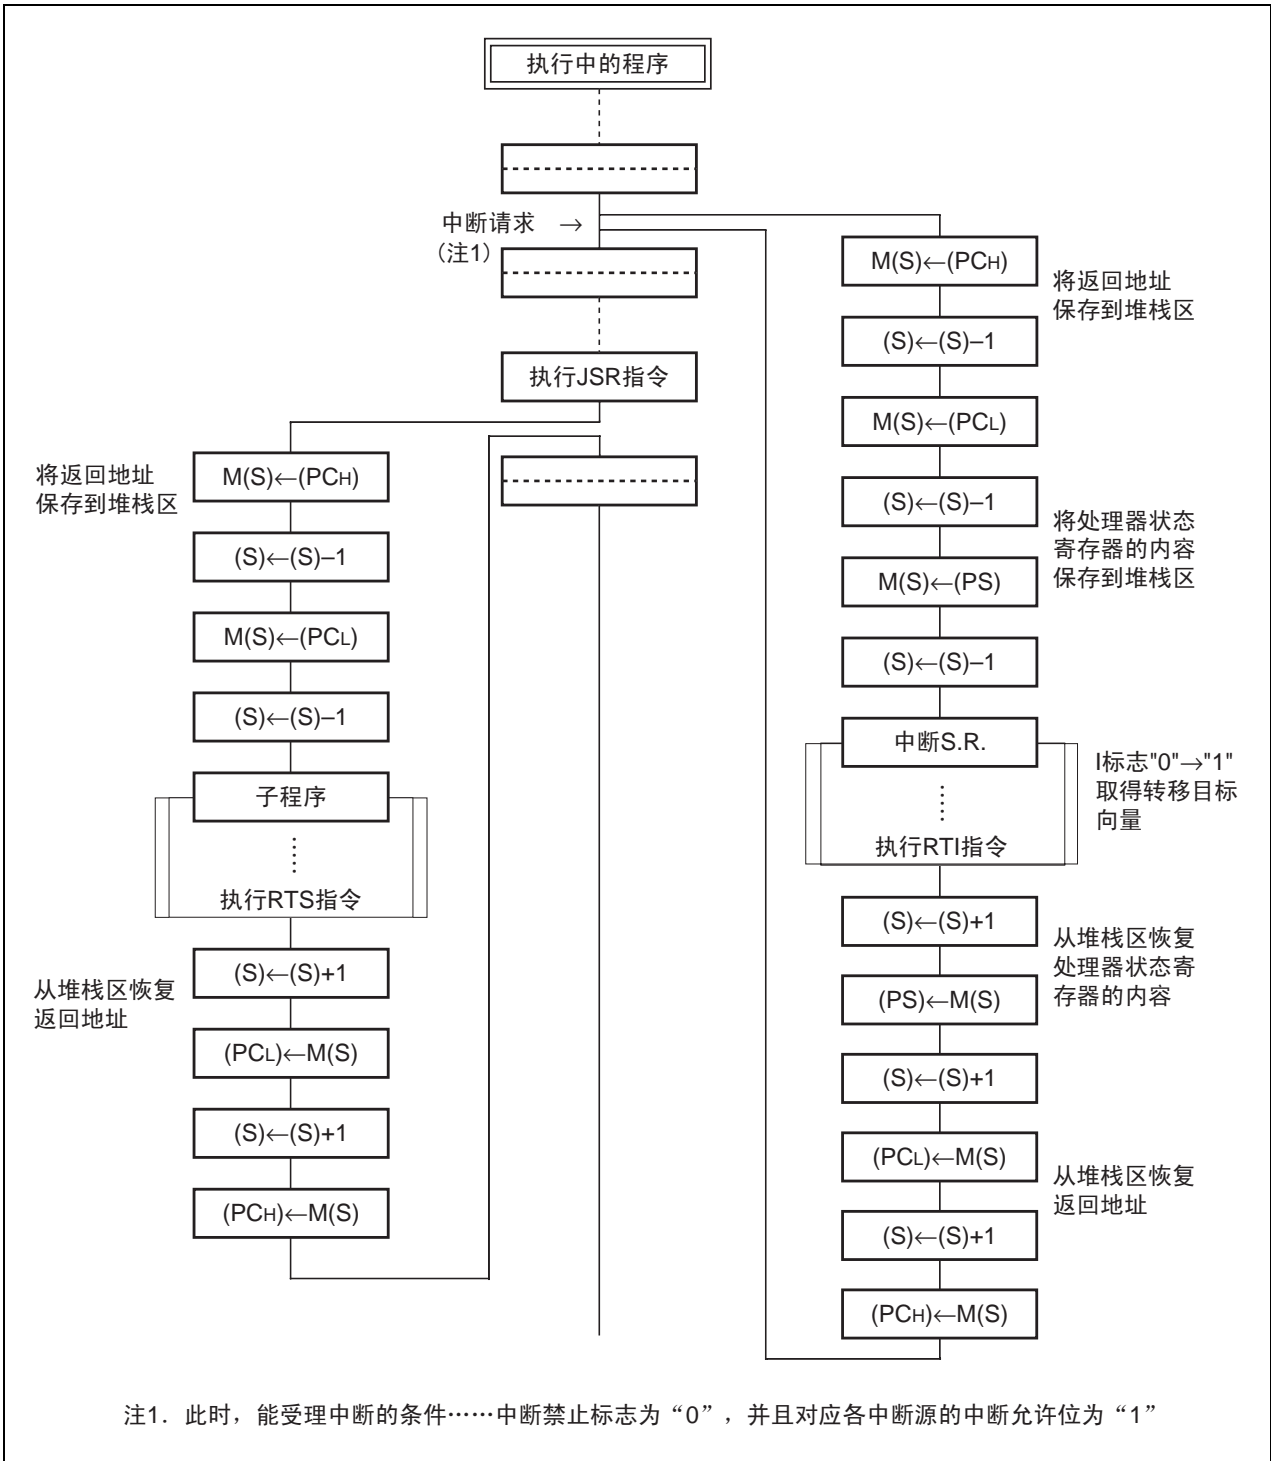 执行中的程序
中断请求 →
（注1）
执行JSR指令
将返回地址
保存到堆栈区
M(S)←(PCH)
(S)←(S)–1
M(S)←(PCL)
(S)←(S)–1
子程序
执行RTS指令
从堆栈区恢复
返回地址
(S)←(S)+1
(PCL)←M(S)
(S)←(S)+1
(PCH)←M(S)
M(S)←(PCH)
将返回地址
保存到堆栈区
(S)←(S)–1
M(S)←(PCL)
(S)←(S)–1
将处理器状态
寄存器的内容
保存到堆栈区
M(S)←(PS)
(S)←(S)–1
中断S.R.
I标志"0"→"1"
取得转移目标
向量
执行RTI指令
(S)←(S)+1
从堆栈区恢复
处理器状态寄
存器的内容
(PS)←M(S)
(S)←(S)+1
(PCL)←M(S)
从堆栈区恢复
返回地址
(S)←(S)+1
(PCH)←M(S)
注1. 此时，能受理中断的条件……中断禁止标志为“0”，并且对应各中断源的中断允许位为“1”